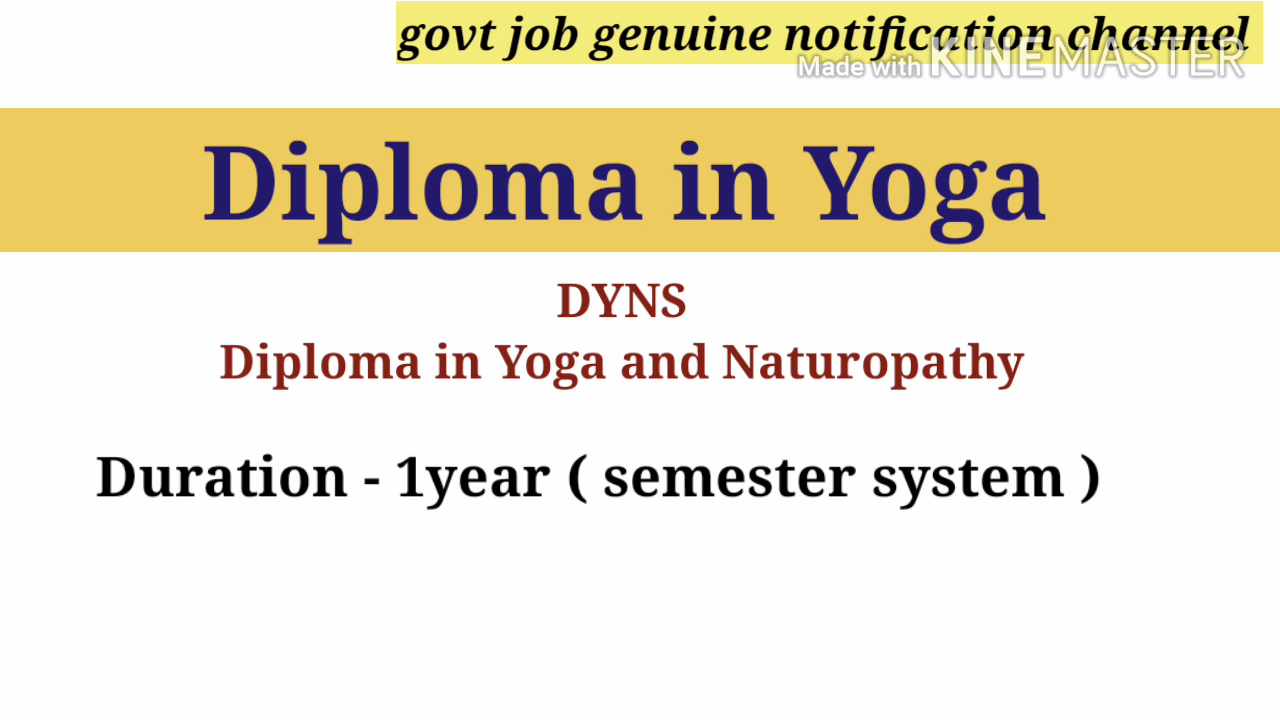 govt job genuine notification channel
Made with KINEMASTER
Diploma in Yoga
DYNS
Diploma in Yoga and Naturopathy
Duration - 1year ( semester system )